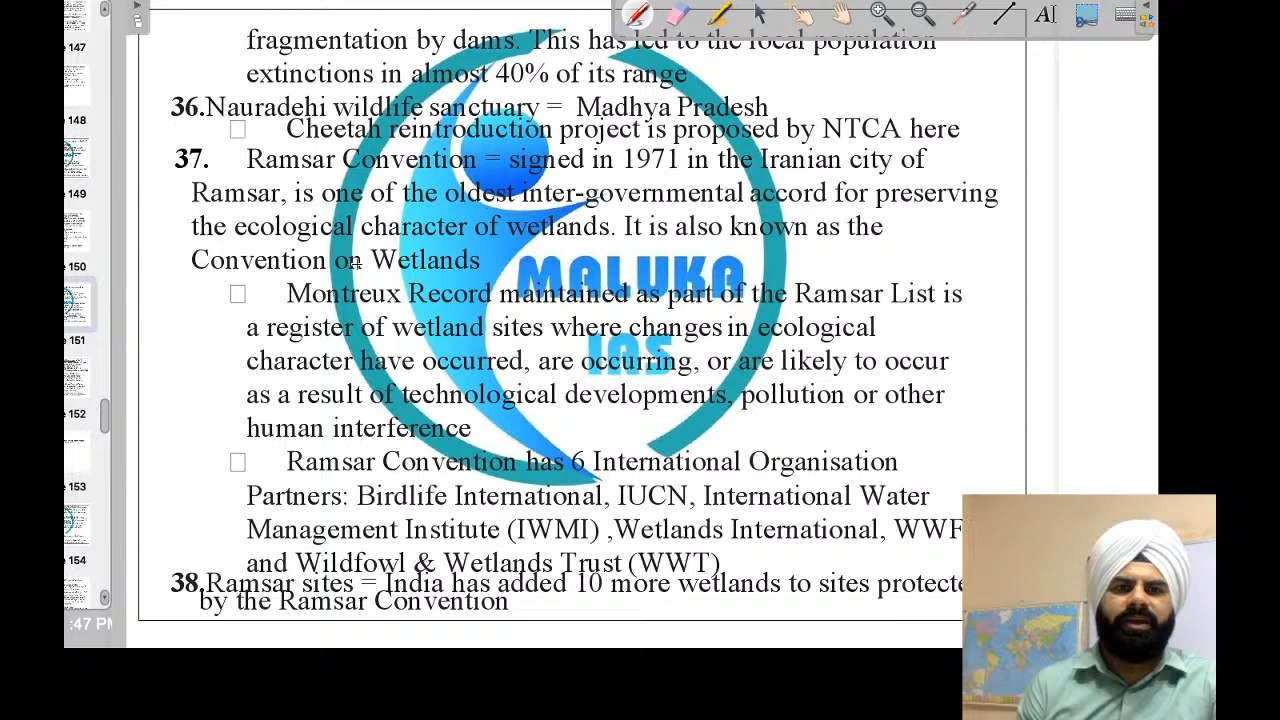 147
148
149
150
151
152
153
154
:47 PM
fragmentation by dams. This has led to the local population
extinctions in almost 40% of its range
36.Nauradehi wildlife sanctuary = Madhya Pradesh
Cheetah reintroduction project is proposed by NTCA here
37. Ramsar Convention = signed in 1971 in the Iranian city of
Ramsar, is one of the oldest inter-governmental accord for preserving
the ecological character of wetlands. It is also known as the
Convention on Wetlands
Montreux Record maintained as part of the Ramsar List is
a register of wetland sites where changes in ecological
character have occurred, are occurring, or are likely to occur
as a result of technological developments, pollution or other
human interference
Ramsar Convention has 6 International Organisation
Partners: Birdlife International, IUCN, International Water
Management Institute (IWMI) ,Wetlands International, WWF
and Wildfowl & Wetlands Trust (WWT)
38.Ramsar sites = India has added 10 more wetlands to sites protecte
by the Ramsar Convention
MALUKA
IAS
AI